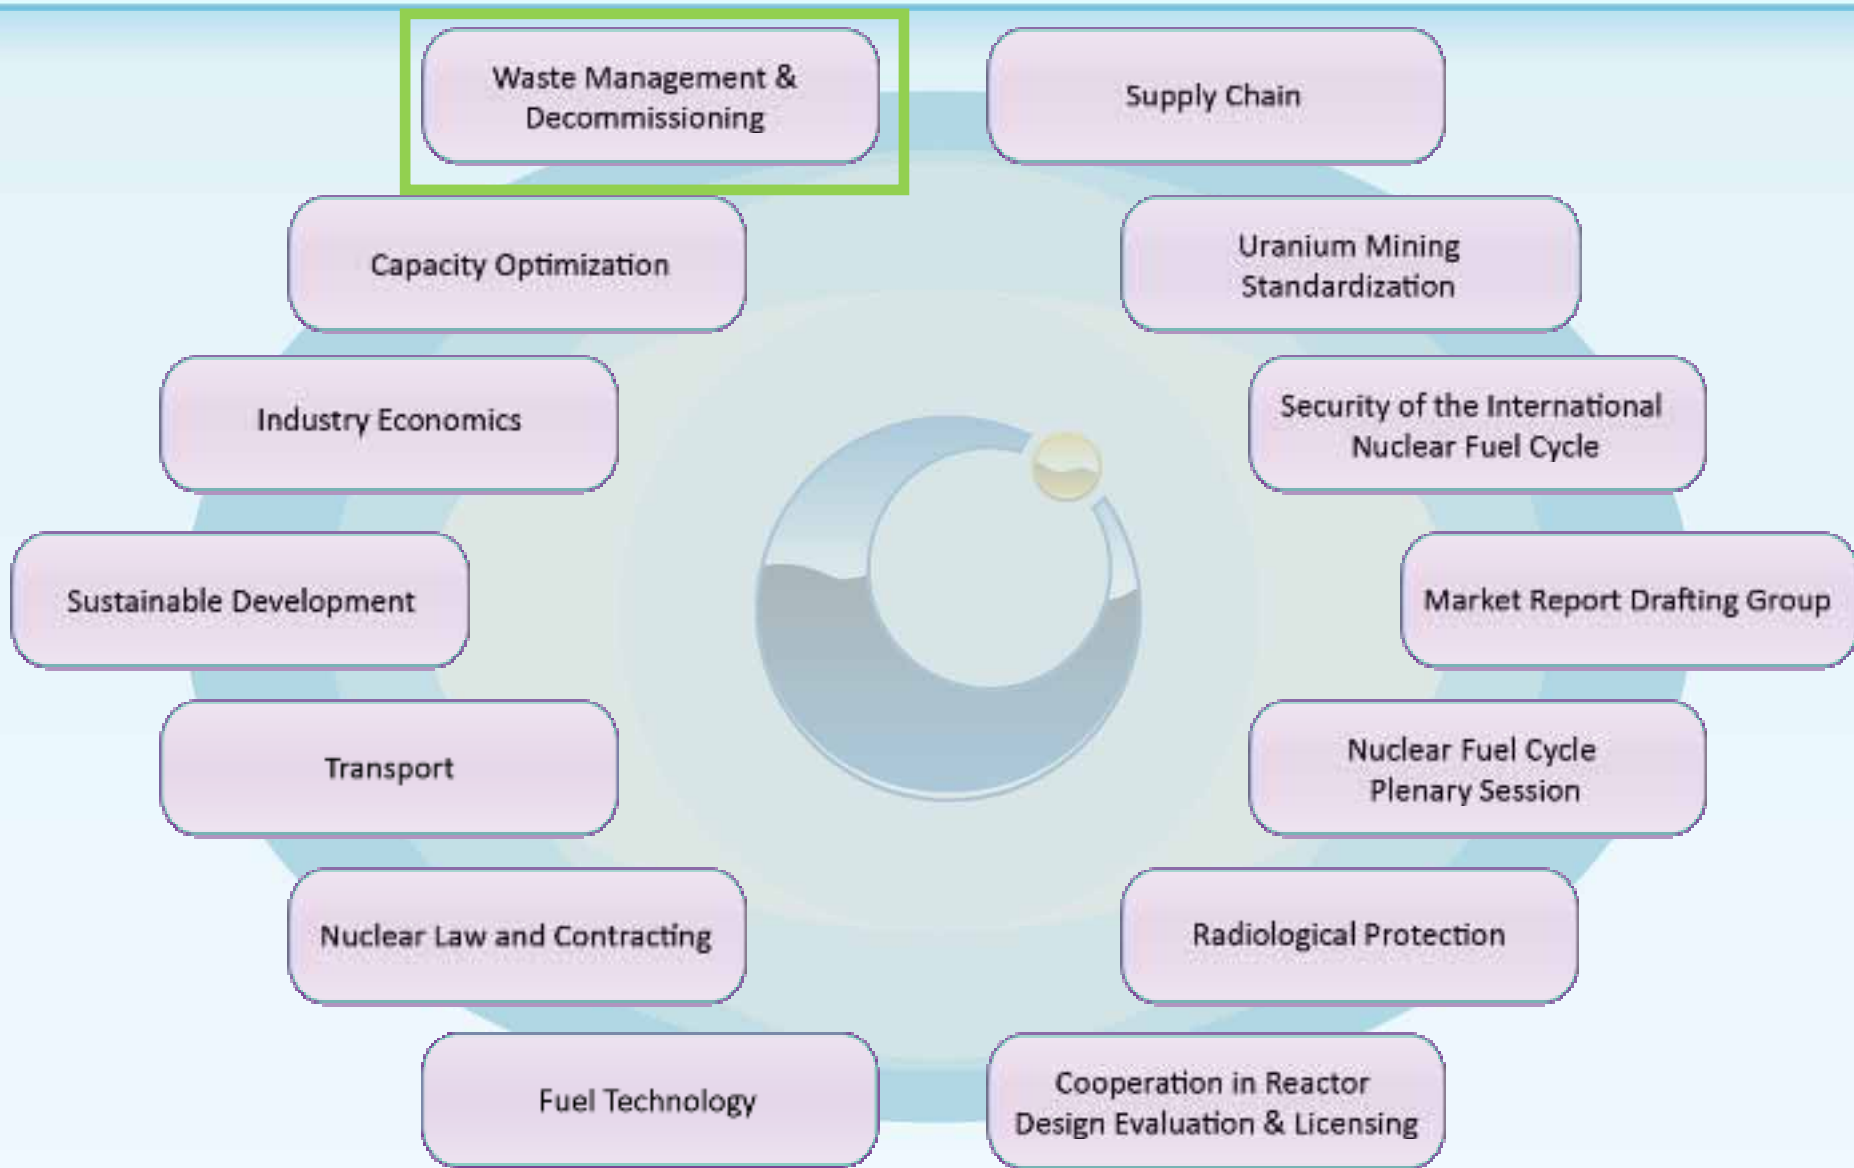 Waste Management &
Decommissioning
Supply Chain
Capacity Optimization
Uranium Mining
Standardization
Industry Economics
Security of the International
Nuclear Fuel Cycle
Sustainable Development
Market Report Drafting Group
Transport
Nuclear Fuel Cycle
Plenary Session
Nuclear Law and Contracting
Radiological Protection
Fuel Technology
Cooperation in Reactor
Design Evaluation & Licensing